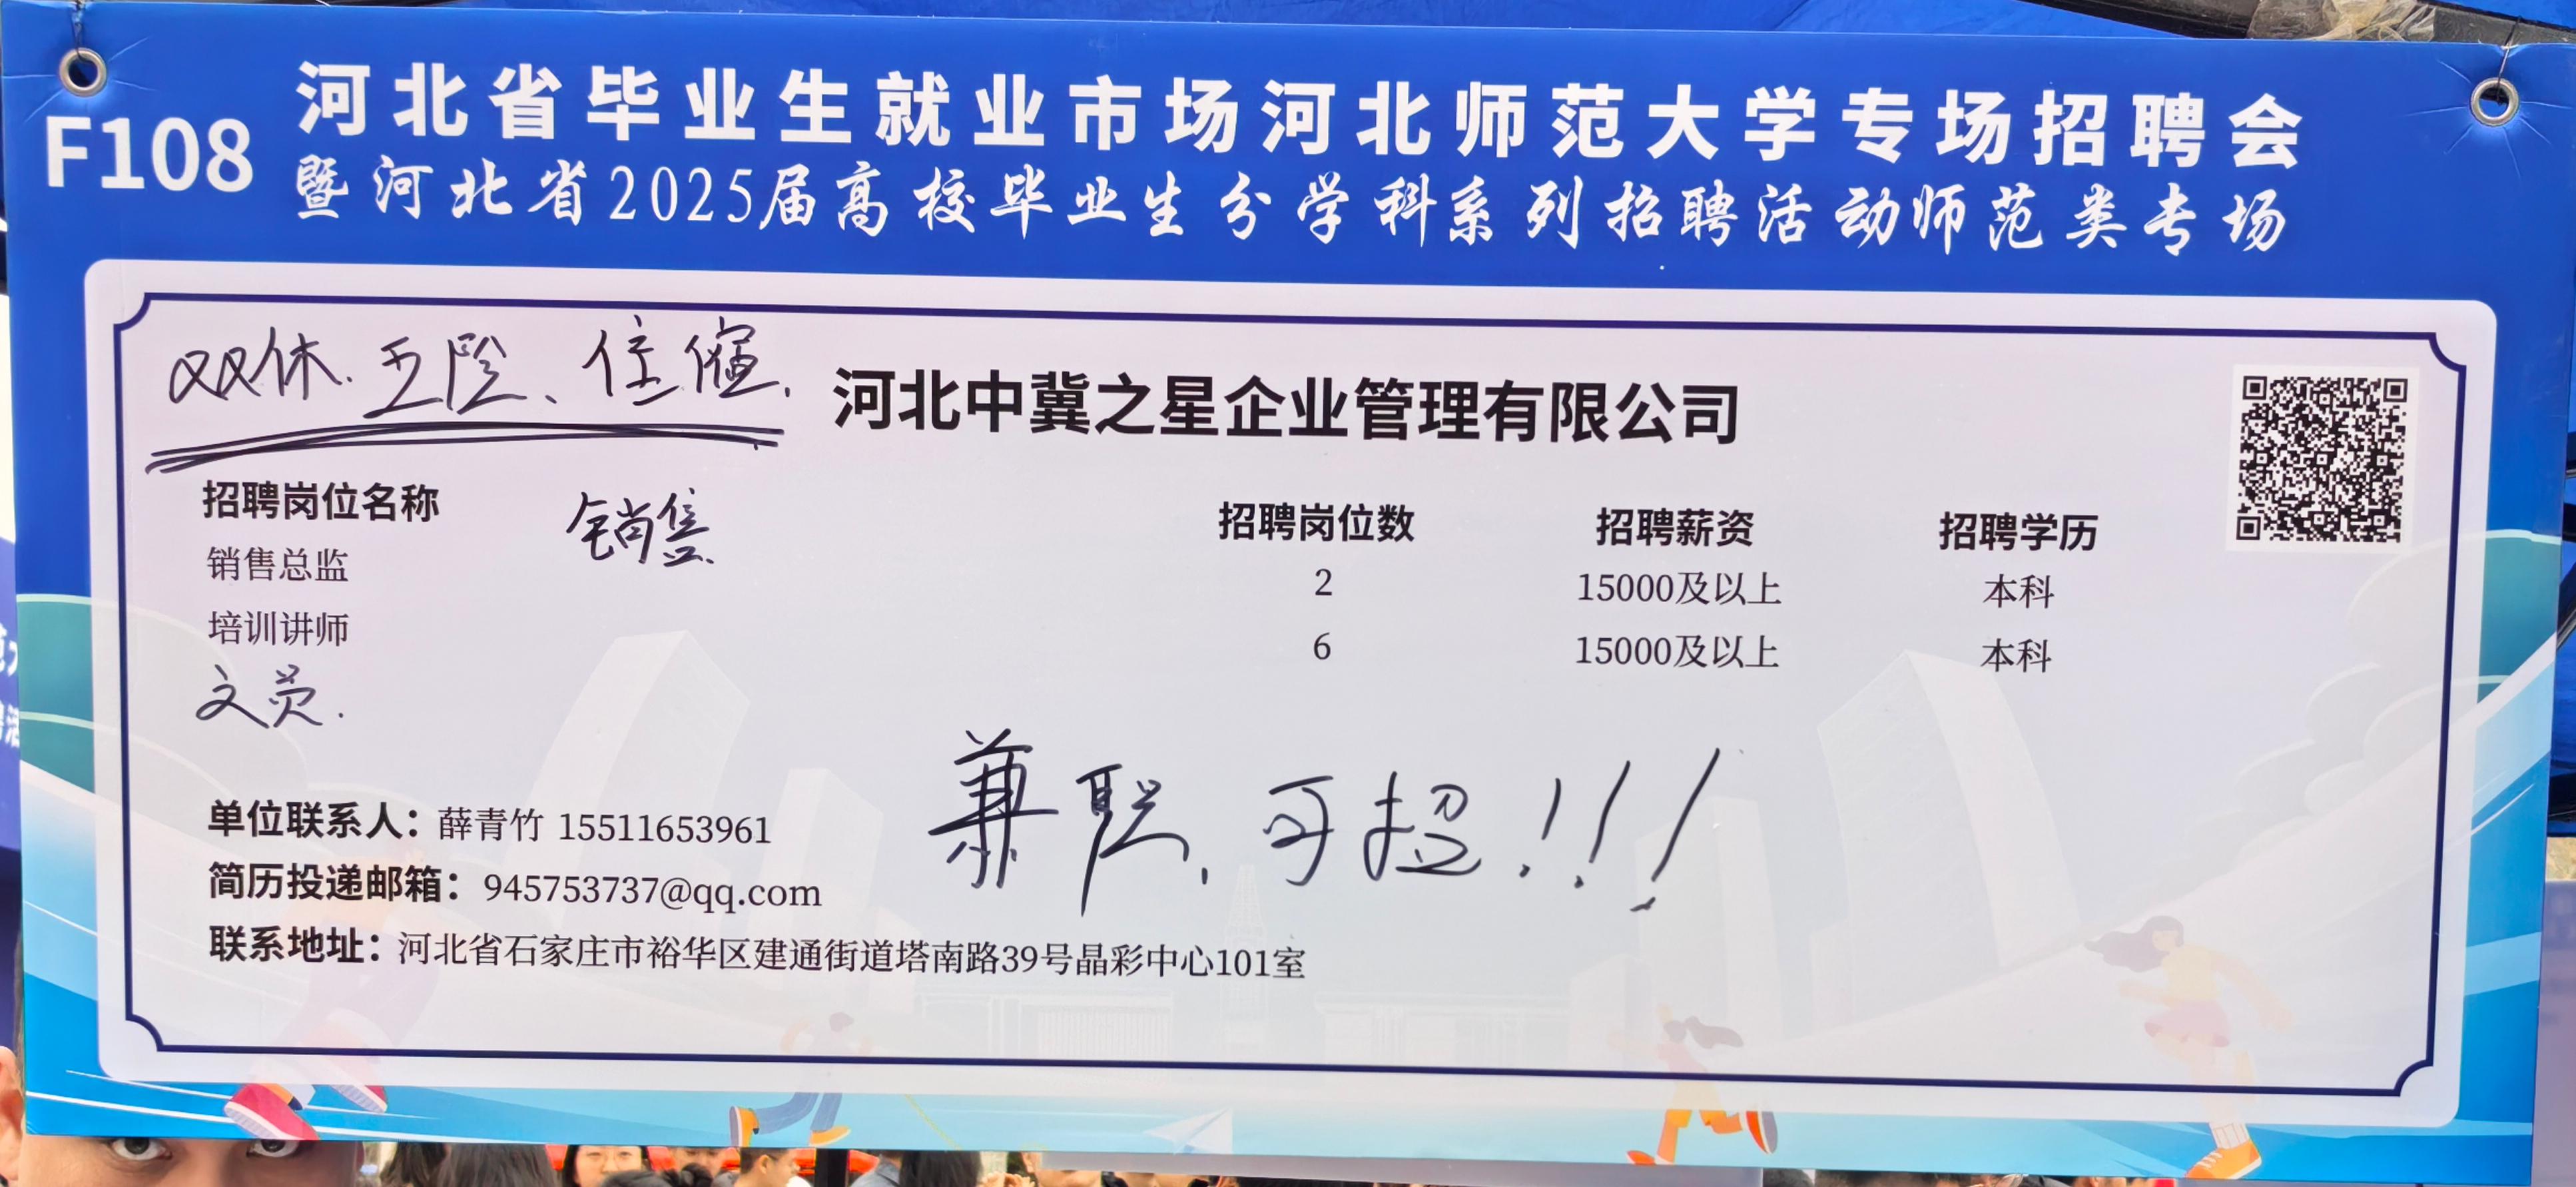 F108
河北省毕业生就业市场河北师范大学专场招聘会
暨河北省2025届高校毕业生分学科系列招聘活动师范类专场
双休.五险、住宿.
河北中冀之星企业管理有限公司
招聘岗位名称 销售 招聘岗位数 招聘薪资 招聘学历
销售总监 2 15000及以上 本科
培训讲师 6 15000及以上 本科
文员.
兼职、可招!!!
单位联系人：薛青竹 15511653961
简历投递邮箱：945753737@qq.com
联系地址：河北省石家庄市裕华区建通街道塔南路39号晶彩中心101室